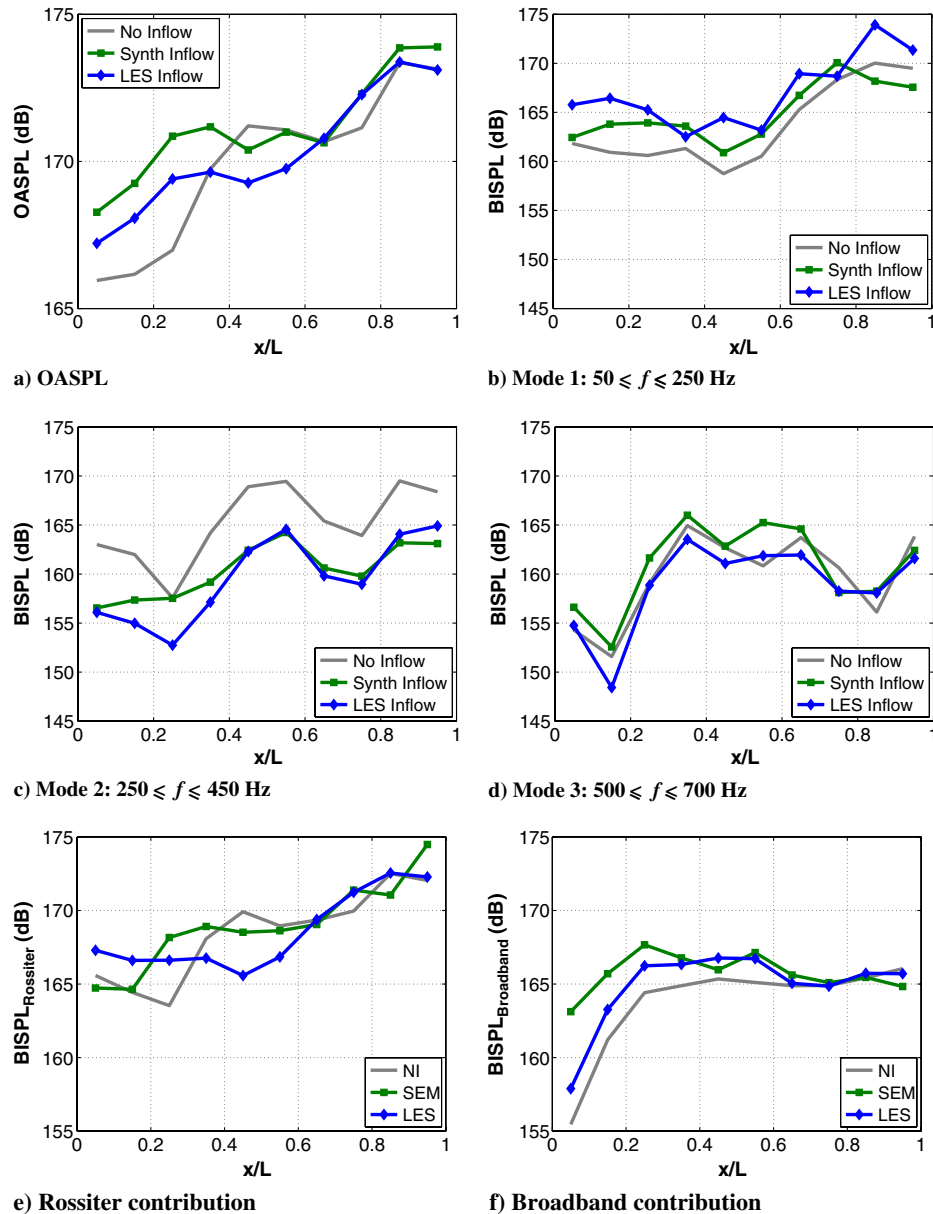 175
170
165
OASPL (dB)
0
0.2
0.4
0.6
0.8
1
x/L
No Inflow
Synth Inflow
LES Inflow
a) OASPL
175
170
165
160
155
150
145
BISPL (dB)
0
0.2
0.4
0.6
0.8
1
x/L
No Inflow
Synth Inflow
LES Inflow
b) Mode 1: 50 ⩽ f ⩽ 250 Hz
175
170
165
160
155
150
145
BISPL (dB)
0
0.2
0.4
0.6
0.8
1
x/L
No Inflow
Synth Inflow
LES Inflow
c) Mode 2: 250 ⩽ f ⩽ 450 Hz
175
170
165
160
155
150
145
BISPL (dB)
0
0.2
0.4
0.6
0.8
1
x/L
No Inflow
Synth Inflow
LES Inflow
d) Mode 3: 500 ⩽ f ⩽ 700 Hz
175
170
165
160
155
BISPL_Rossiter (dB)
0
0.2
0.4
0.6
0.8
1
x/L
NI
SEM
LES
e) Rossiter contribution
175
170
165
160
155
BISPL_Broadband (dB)
0
0.2
0.4
0.6
0.8
1
x/L
NI
SEM
LES
f) Broadband contribution